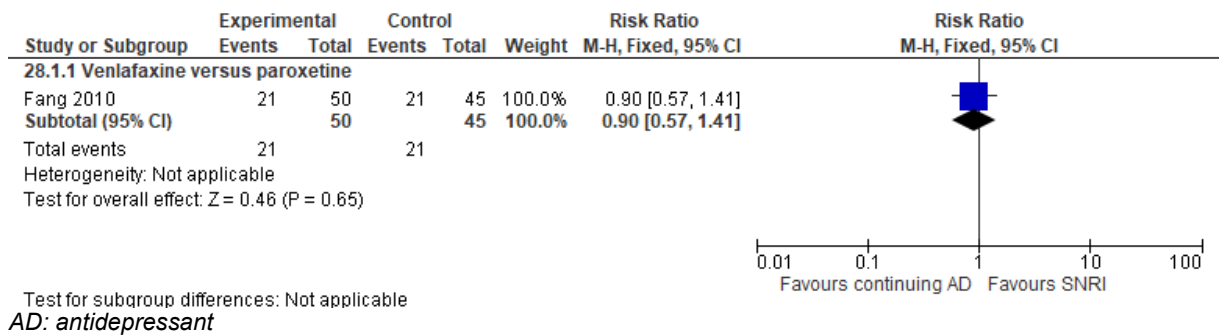 Experimental Control Risk Ratio Risk Ratio
Study or Subgroup Events Total Events Total Weight M-H, Fixed, 95% CI M-H, Fixed, 95% CI
28.1.1 Venlafaxine versus paroxetine
Fang 2010 21 50 21 45 100.0% 0.90 [0.57, 1.41]
Subtotal (95% CI) 50 45 100.0% 0.90 [0.57, 1.41]
Total events 21 21
Heterogeneity: Not applicable
Test for overall effect: Z = 0.46 (P = 0.65)
0.01 0.1 1 10 100
Favours continuing AD Favours SNRI
Test for subgroup differences: Not applicable
AD: antidepressant